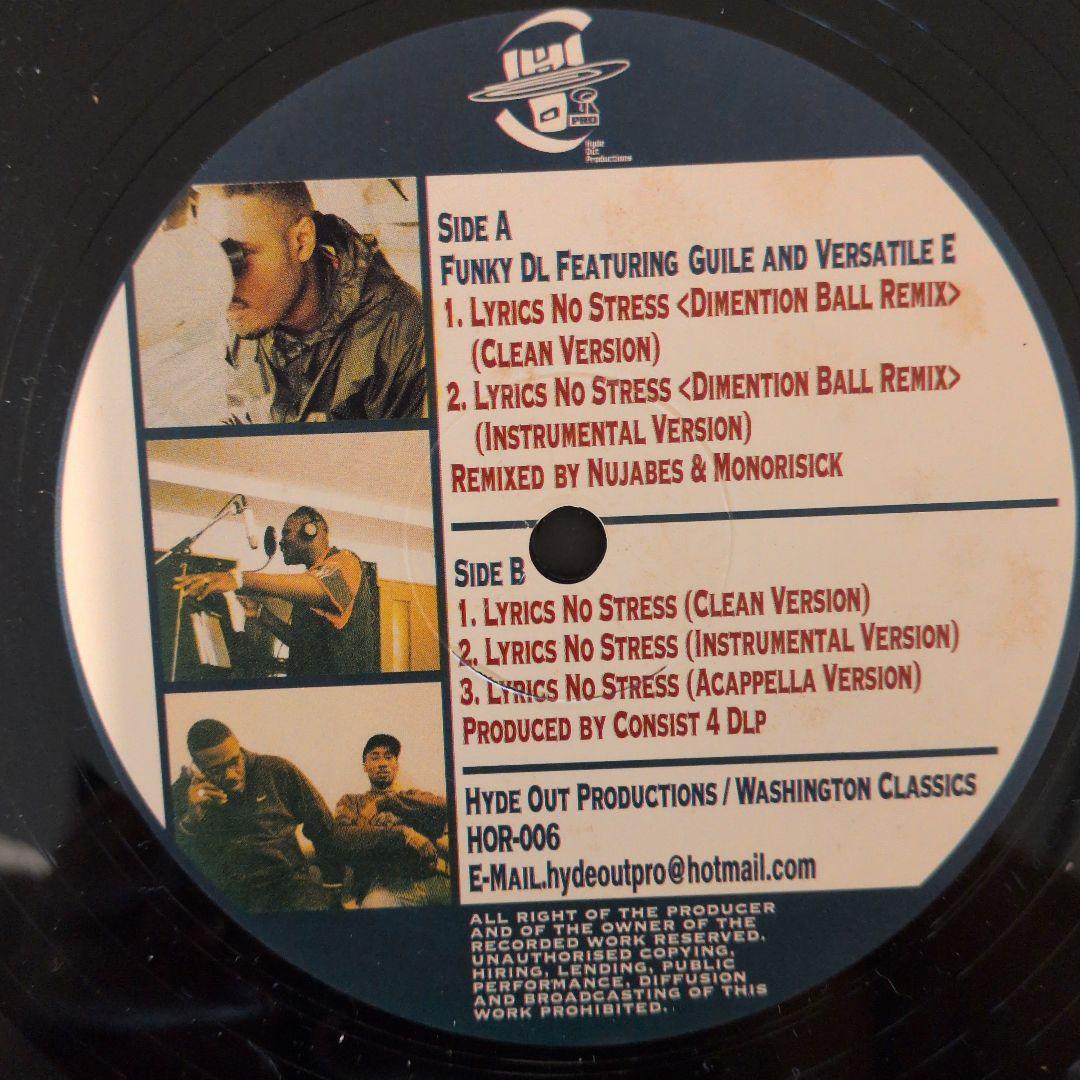 PRO
Hyde
Out
Productions
SIDE A
FUNKY DL FEATURING GUILE AND VERSATILE E
1. LYRICS NO STRESS <DIMENTION BALL REMIX>
(CLEAN VERSION)
2. LYRICS NO STRESS <DIMENTION BALL REMIX>
(INSTRUMENTAL VERSION)
REMIXED BY NUJABES & MONORISICK
SIDE B
1. LYRICS NO STRESS (CLEAN VERSION)
2. LYRICS NO STRESS (INSTRUMENTAL VERSION)
3. LYRICS NO STRESS (ACAPPELLA VERSION)
PRODUCED BY CONSIST 4 DLP
HYDE OUT PRODUCTIONS / WASHINGTON CLASSICS
HOR-006
E-MAIL.hydeoutpro@hotmail.com
ALL RIGHT OF THE PRODUCER
AND OF THE OWNER OF THE
RECORDED WORK RESERVED.
UNAUTHORISED COPYING,
HIRING, LENDING, PUBLIC
PERFORMANCE, DIFFUSION
AND BROADCASTING OF THIS
WORK PROHIBITED.